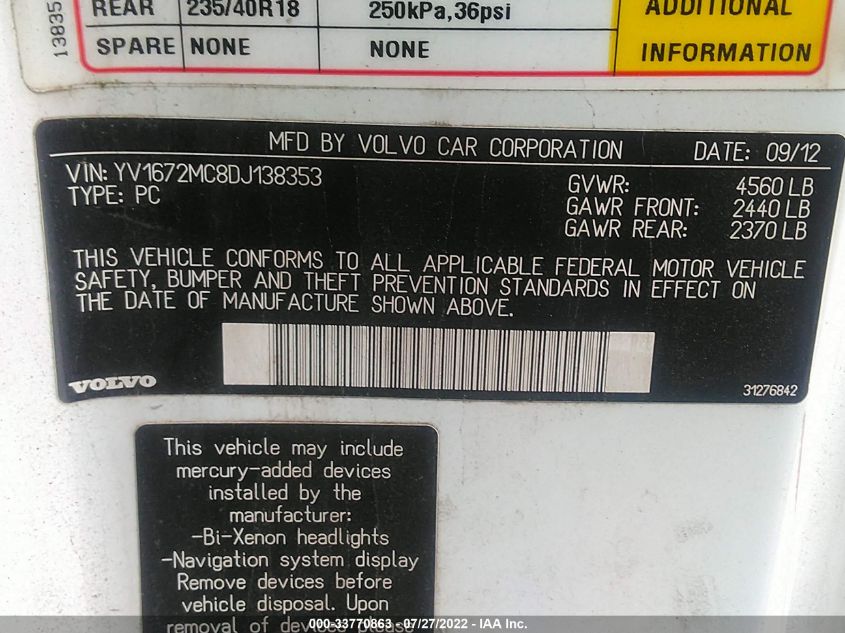 13835
REAR 235/40R18 250kPa,36psi
ADDITIONAL
SPARE NONE NONE
INFORMATION
MFD BY VOLVO CAR CORPORATION DATE: 09/12
VIN: YV1672MC8DJ138353
TYPE: PC
GVWR: 4560 LB
GAWR FRONT: 2440 LB
GAWR REAR: 2370 LB
THIS VEHICLE CONFORMS TO ALL APPLICABLE FEDERAL MOTOR VEHICLE
SAFETY, BUMPER AND THEFT PREVENTION STANDARDS IN EFFECT ON
THE DATE OF MANUFACTURE SHOWN ABOVE.
VOLVO
31276842
This vehicle may include
mercury-added devices
installed by the
manufacturer:
-Bi-Xenon headlights
-Navigation system display
Remove devices before
vehicle disposal. Upon
removal of devices please
000-33770863 - 07/27/2022 - IAA Inc.